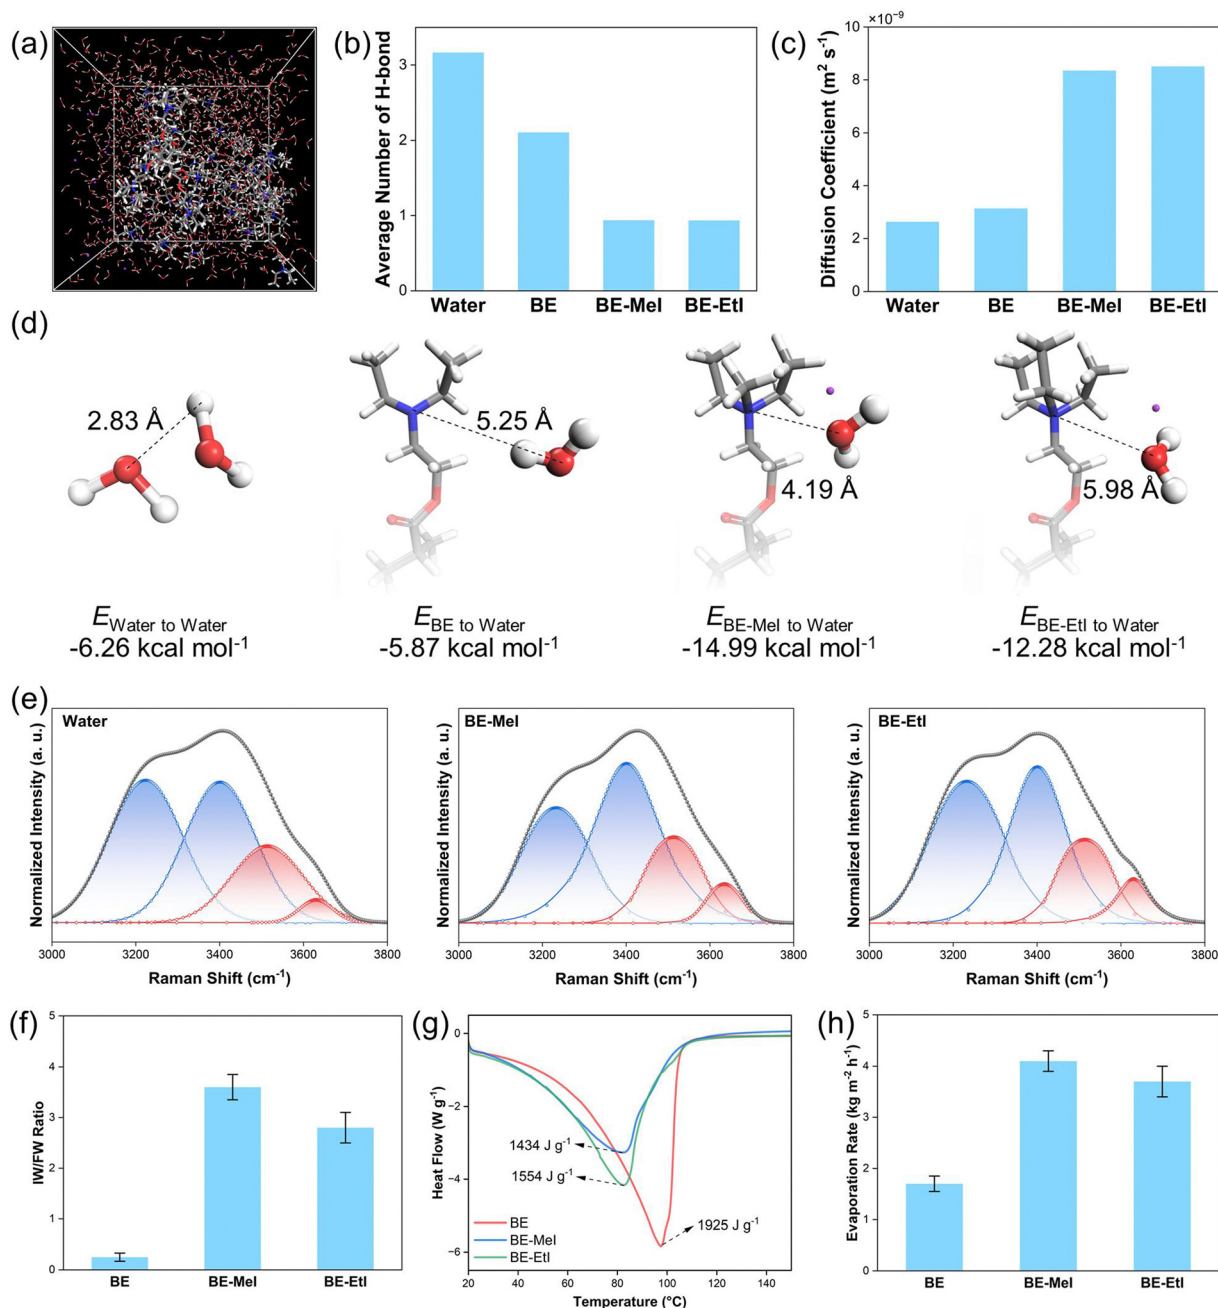 (a)
(b)
Average Number of H-bond
3
2
1
0
Water BE BE-MeI BE-EtI
(c)
×10⁻⁹
Diffusion Coefficient (m² s⁻¹)
10
8
6
4
2
0
Water BE BE-MeI BE-EtI
(d)
2.83 Å
5.25 Å
4.19 Å
5.98 Å
E Water to Water
-6.26 kcal mol⁻¹
E BE to Water
-5.87 kcal mol⁻¹
E BE-MeI to Water
-14.99 kcal mol⁻¹
E BE-EtI to Water
-12.28 kcal mol⁻¹
(e)
Water
Normalized Intensity (a. u.)
3000 3200 3400 3600 3800
Raman Shift (cm⁻¹)
BE-MeI
Normalized Intensity (a. u.)
3000 3200 3400 3600 3800
Raman Shift (cm⁻¹)
BE-EtI
Normalized Intensity (a. u.)
3000 3200 3400 3600 3800
Raman Shift (cm⁻¹)
(f)
IW/FW Ratio
5
4
3
2
1
0
BE BE-MeI BE-EtI
(g)
Heat Flow (W g⁻¹)
0
−2
−4
−6
1434 J g⁻¹
1554 J g⁻¹
1925 J g⁻¹
BE
BE-MeI
BE-EtI
20 40 60 80 100 120 140
Temperature (°C)
(h)
Evaporation Rate (kg m⁻² h⁻¹)
5
4
3
2
1
0
BE BE-MeI BE-EtI